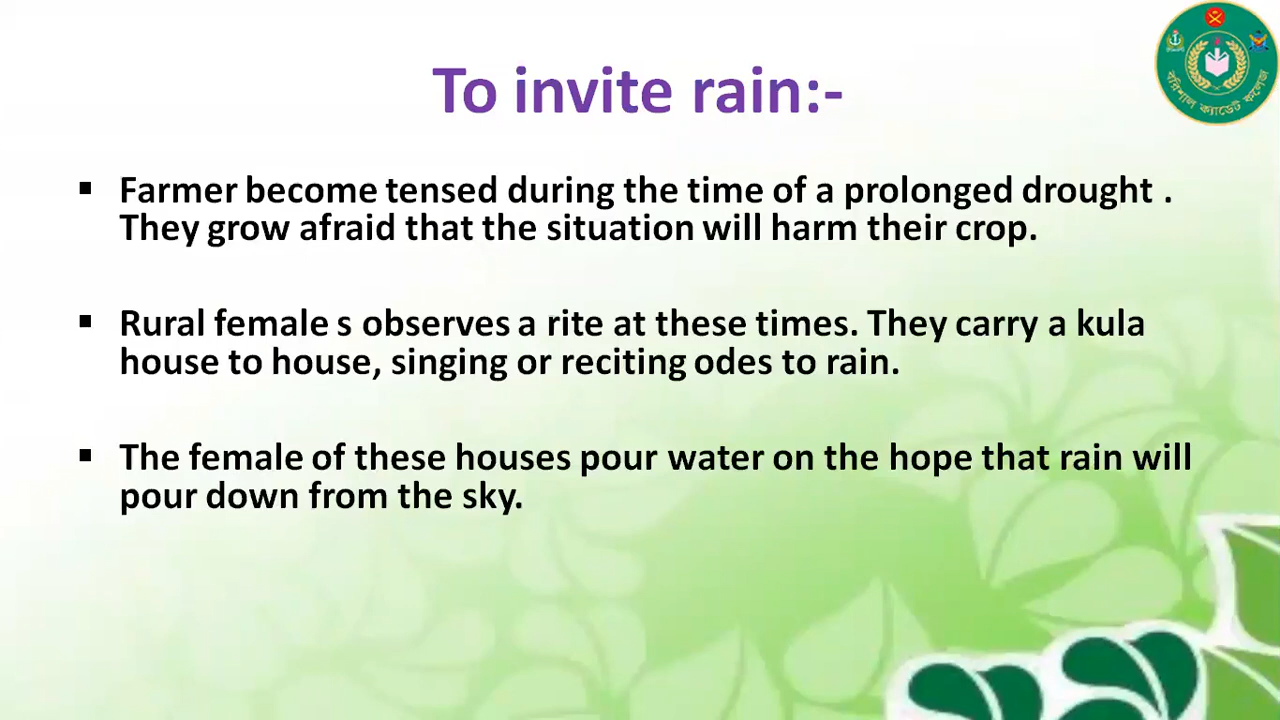 To invite rain:-
বরিশাল ক্যাডেট কলেজ
▪ Farmer become tensed during the time of a prolonged drought .
They grow afraid that the situation will harm their crop.
▪ Rural female s observes a rite at these times. They carry a kula
house to house, singing or reciting odes to rain.
▪ The female of these houses pour water on the hope that rain will
pour down from the sky.